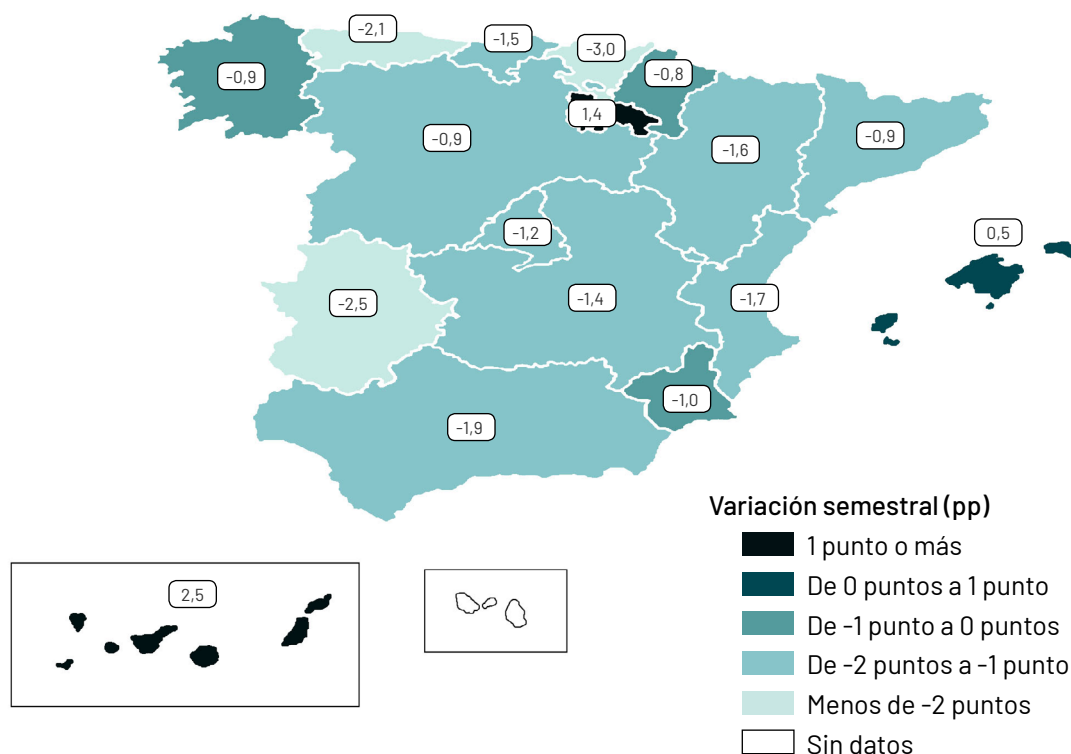 -2,1
-1,5
-3,0
-0,9
-0,8
1,4
-0,9
-1,6
-0,9
-1,2
0,5
-2,5
-1,4
-1,7
-1,0
-1,9
Variación semestral (pp)
1 punto o más
De 0 puntos a 1 punto
De -1 punto a 0 puntos
De -2 puntos a -1 punto
Menos de -2 puntos
Sin datos
2,5